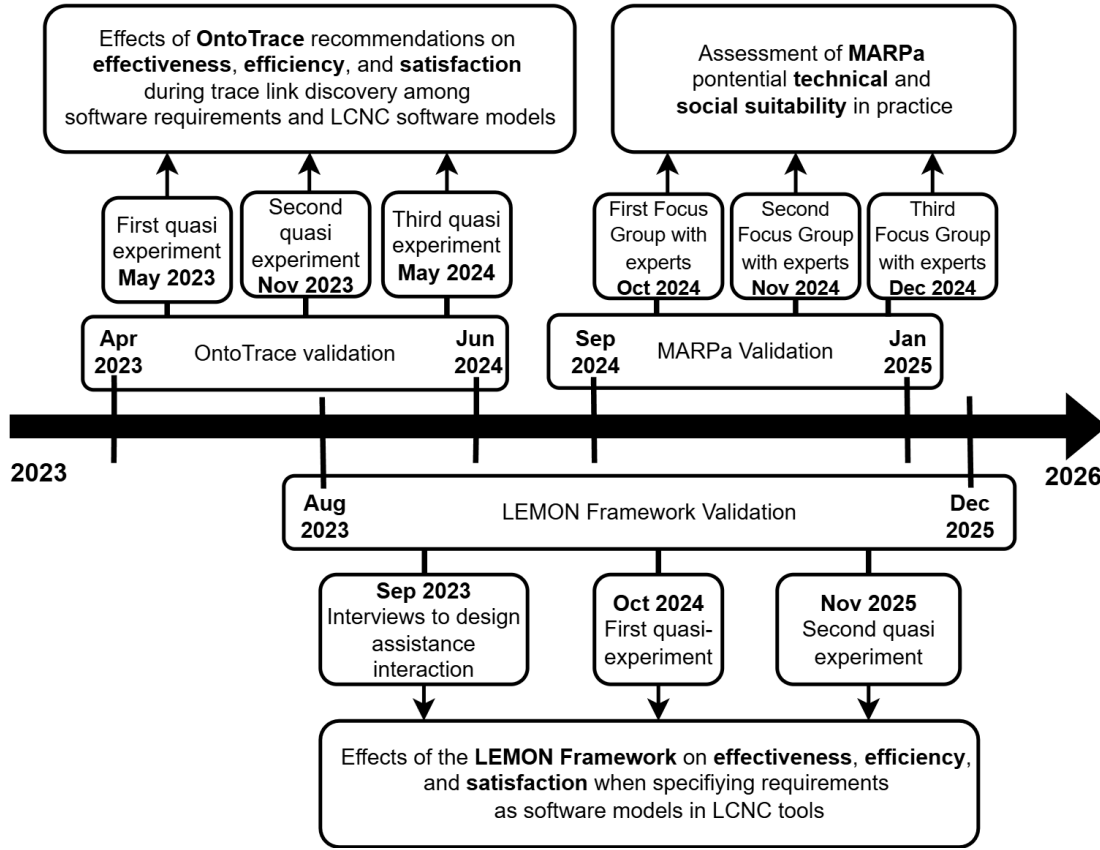 Effects of OntoTrace recommendations on
effectiveness, efficiency, and satisfaction
during trace link discovery among
software requirements and LCNC software models
Assessment of MARPa
pontential technical and
social suitability in practice
First quasi
experiment
May 2023
Second
quasi
experiment
Nov 2023
Third quasi
experiment
May 2024
First Focus
Group with
experts
Oct 2024
Second
Focus Group
with experts
Nov 2024
Third
Focus Group
with experts
Dec 2024
Apr
2023
OntoTrace validation
Jun
2024
Sep
2024
MARPa Validation
Jan
2025
2023
2026
Aug
2023
LEMON Framework Validation
Dec
2025
Sep 2023
Interviews to design
assistance
interaction
Oct 2024
First quasi-
experiment
Nov 2025
Second quasi
experiment
Effects of the LEMON Framework on effectiveness, efficiency,
and satisfaction when specifiying requirements
as software models in LCNC tools